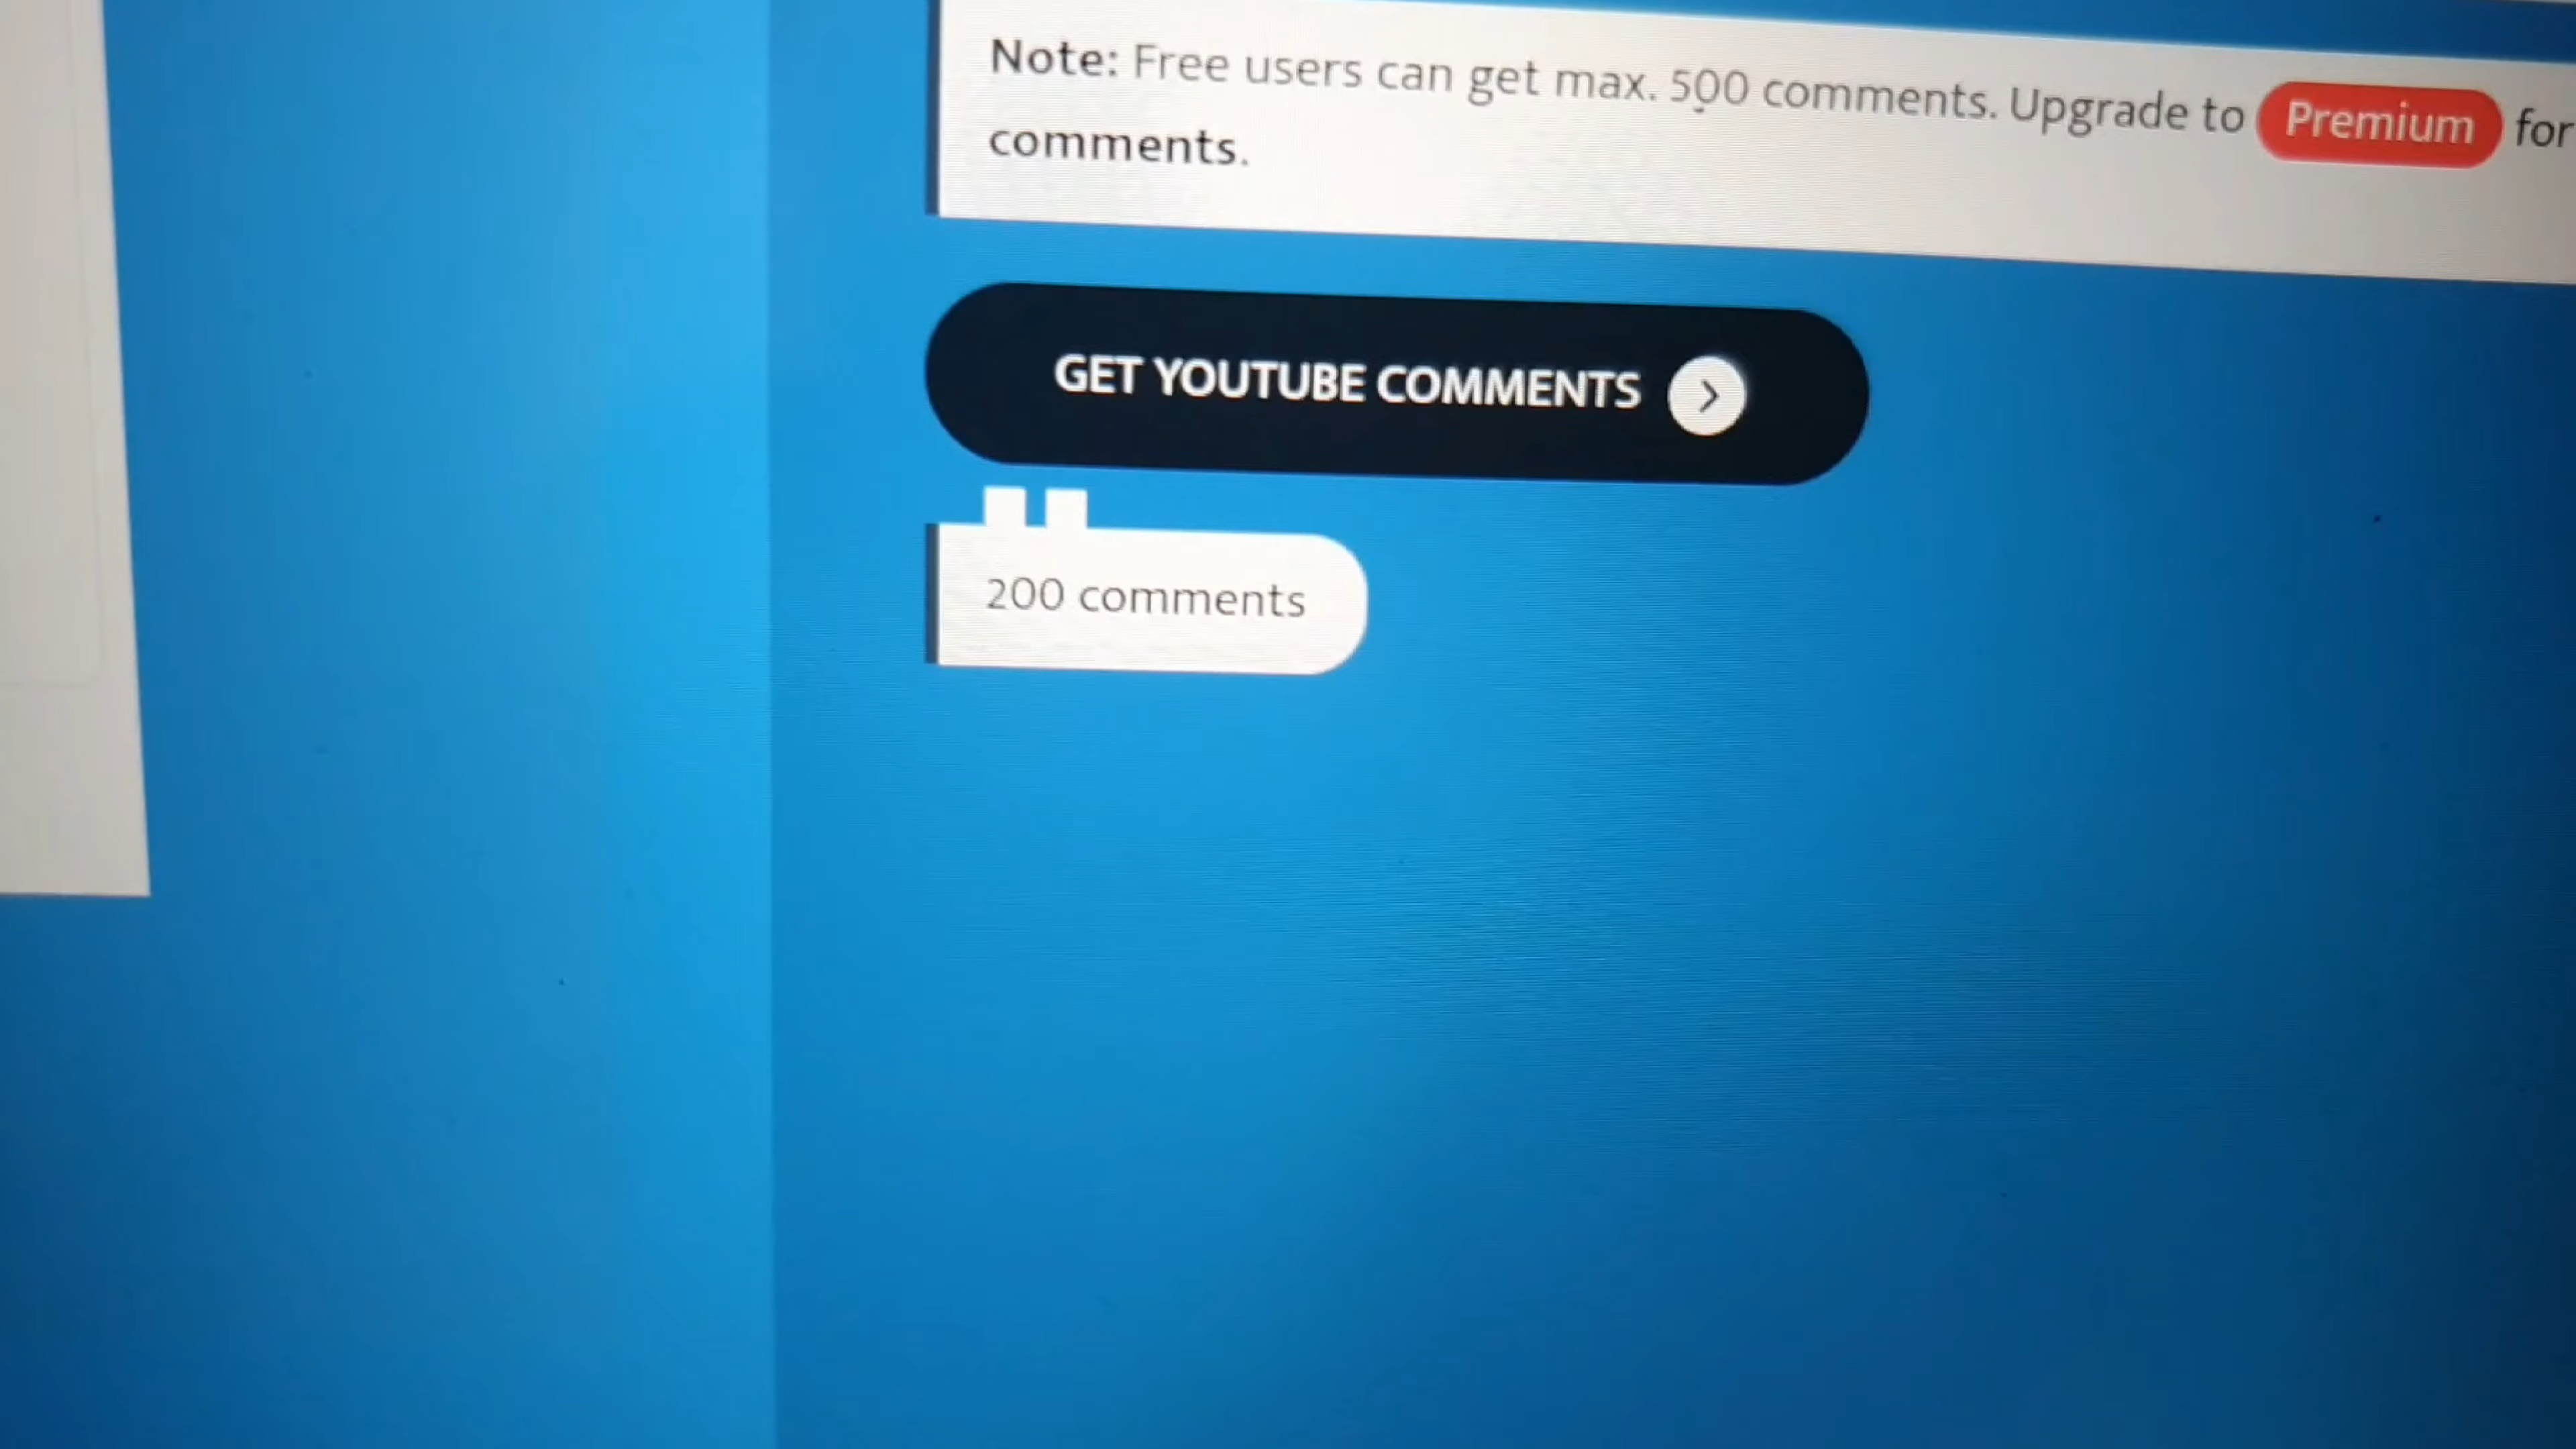 Note: Free users can get max. 500 comments. Upgrade to Premium for
comments.
GET YOUTUBE COMMENTS
200 comments